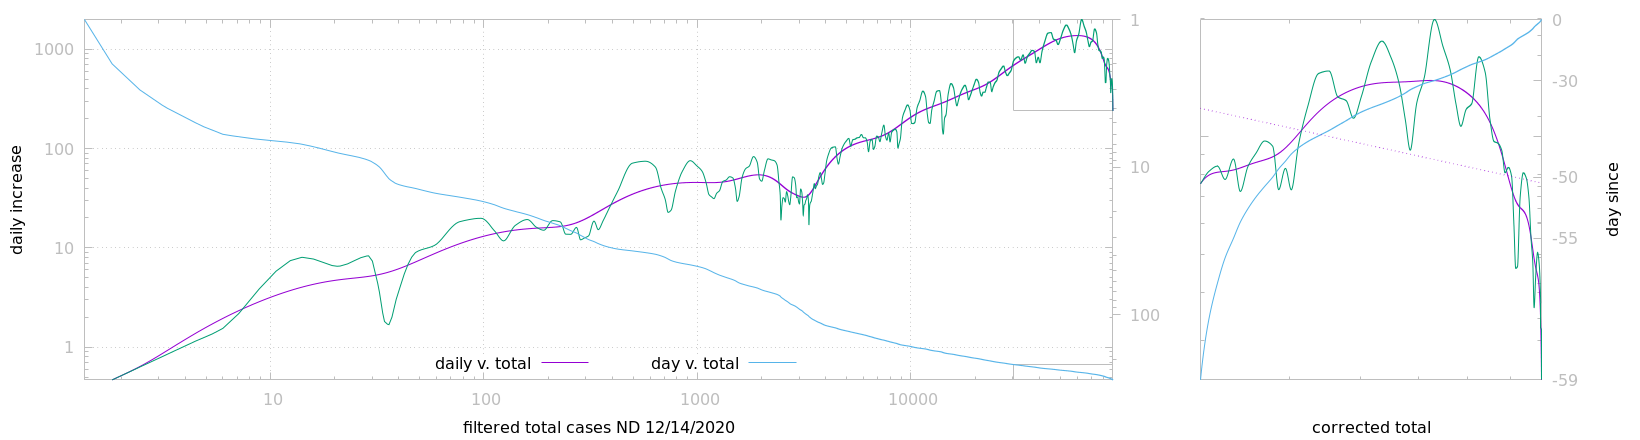 1000
100
10
1
daily increase
daily v. total
day v. total
10
100
1000
10000
filtered total cases ND 12/14/2020
1
10
100
0
-30
-50
-55
-59
day since
corrected total